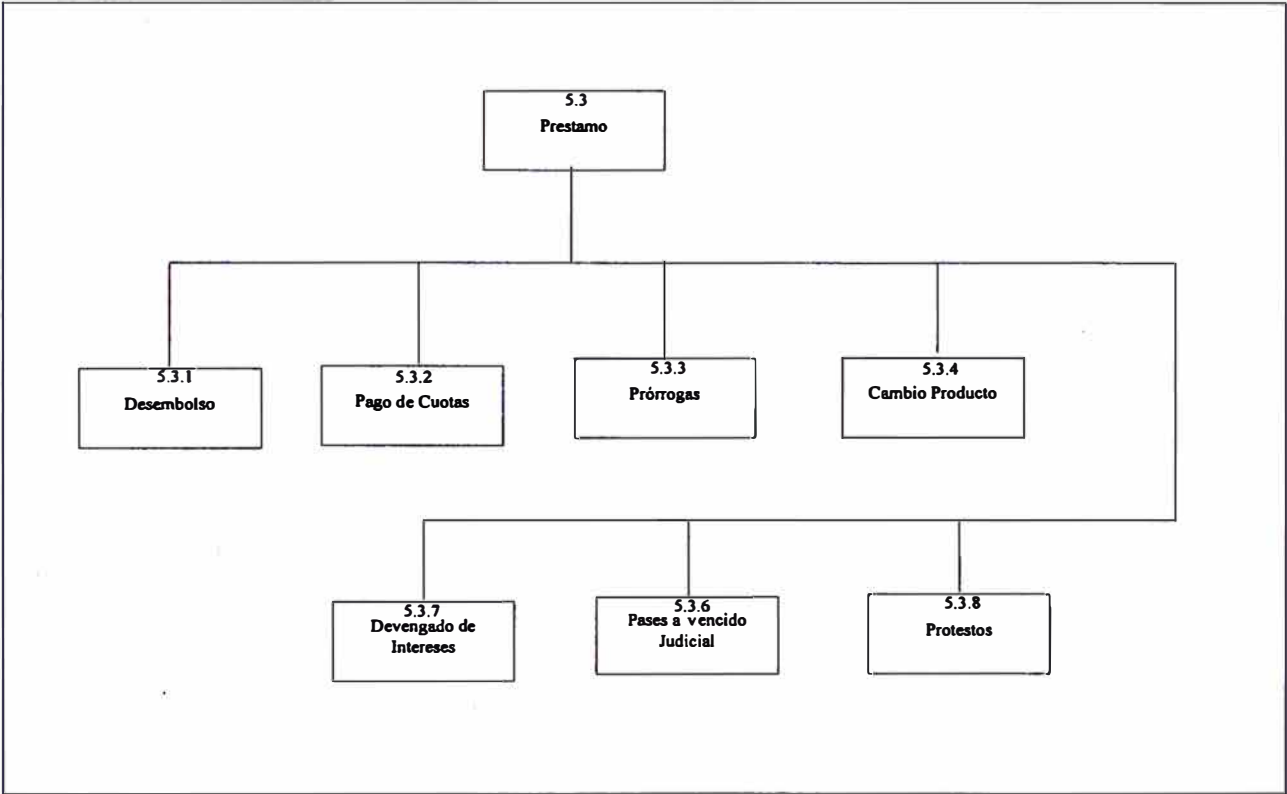 5.3
Prestamo
5.3.1
Desembolso
5.3.2
Pago de Cuotas
5.3.3
Prórrogas
5.3.4
Cambio Producto
5.3.7
Devengado de
Intereses
5.3.6
Pases a vencido
Judicial
5.3.8
Protestos